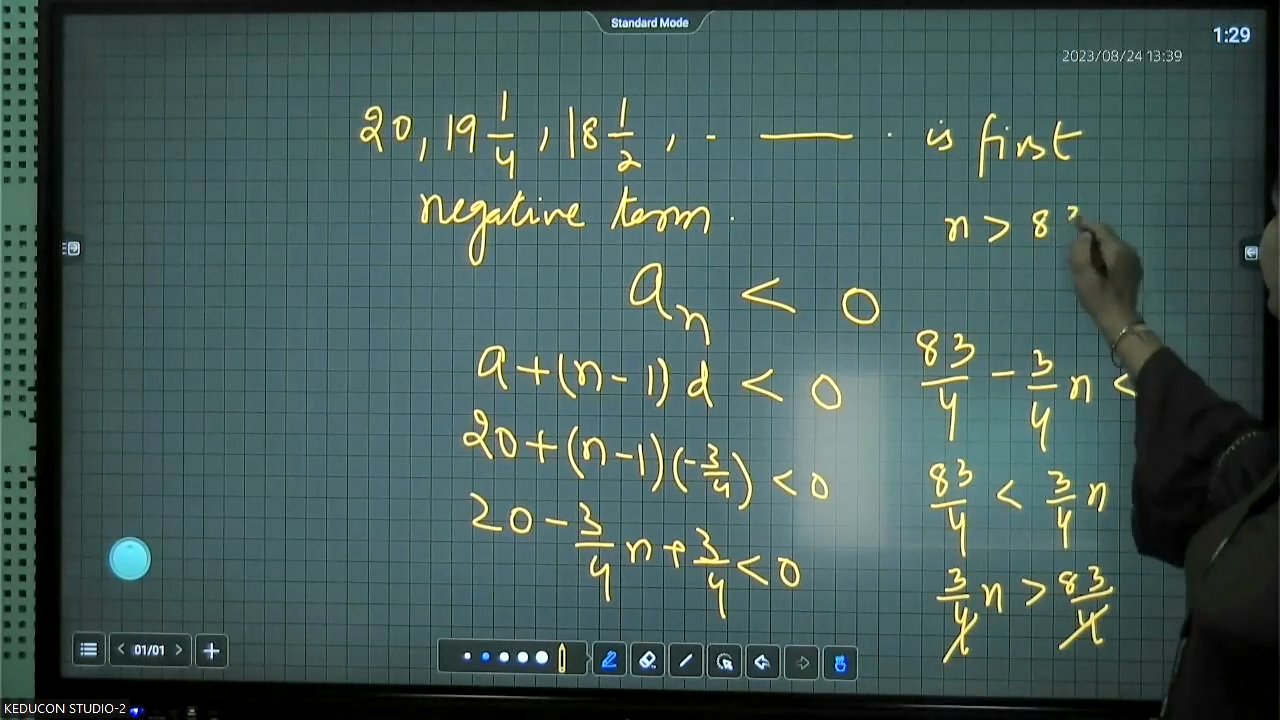 Standard Mode
1:29
2023/08/24 13:39
20, 19 1/4, 18 1/2, . ——— . is first
negative term.
n > 83
a_n < 0
a + (n - 1) d < 0
20 + (n - 1) (- 3/4) < 0
20 - 3/4 n + 3/4 < 0
83/4 - 3/4 n <
83/4 < 3/4 n
3/4 n > 83/4
01/01
KEDUCON STUDIO-2